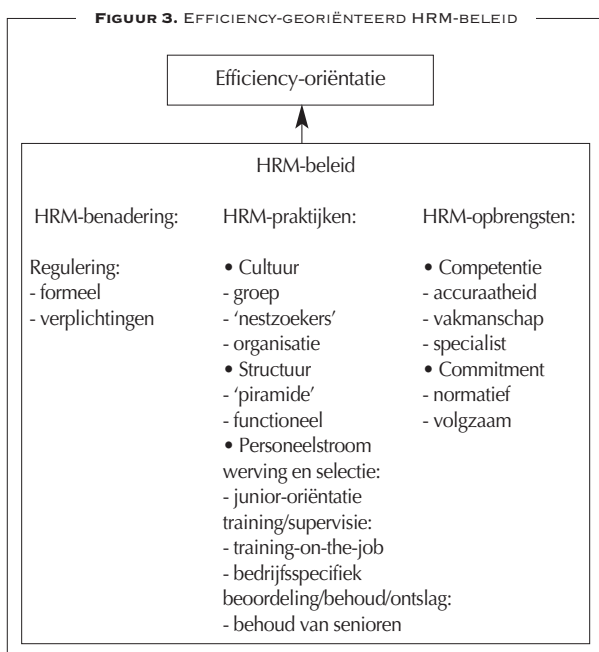 FIGUUR 3. EFFICIENCY-GEORIËNTEERD HRM-BELEID
Efficiency-oriëntatie
HRM-beleid
HRM-benadering:
Regulering:
- formeel
- verplichtingen
HRM-praktijken:
• Cultuur
- groep
- ‘nestzoekers’
- organisatie
• Structuur
- ‘piramide’
- functioneel
• Personeelstroom
werving en selectie:
- junior-oriëntatie
training/supervisie:
- training-on-the-job
- bedrijfsspecifiek
beoordeling/behoud/ontslag:
- behoud van senioren
HRM-opbrengsten:
• Competentie
- accuraatheid
- vakmanschap
- specialist
• Commitment
- normatief
- volgzaam